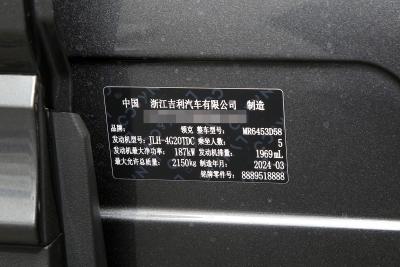 中国 浙江吉利汽车有限公司 制造
品牌: 领克 整车型号: MR6453D58
发动机型号: JLH-4G20TDC 乘坐人数: 5
发动机最大净功率: 187kW 发动机排量: 1969mL
最大允许总质量: 2150kg 制造年月: 2024-03
铭牌零件号: 8889518888